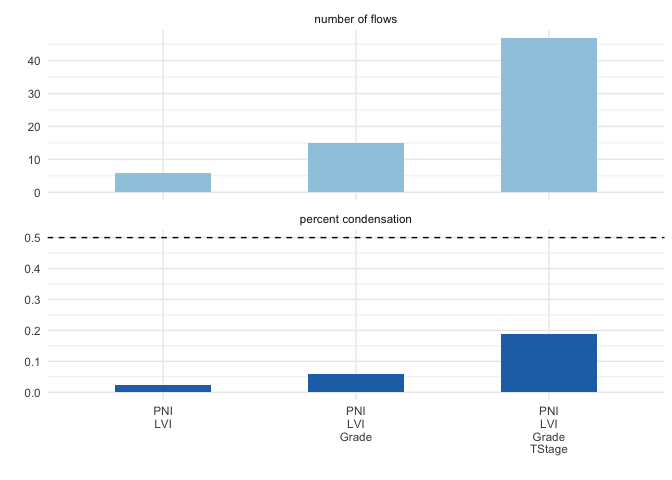 number of flows
40
30
20
10
0
percent condensation
0.5
0.4
0.3
0.2
0.1
0.0
PNI PNI PNI
LVI LVI LVI
Grade Grade
TStage